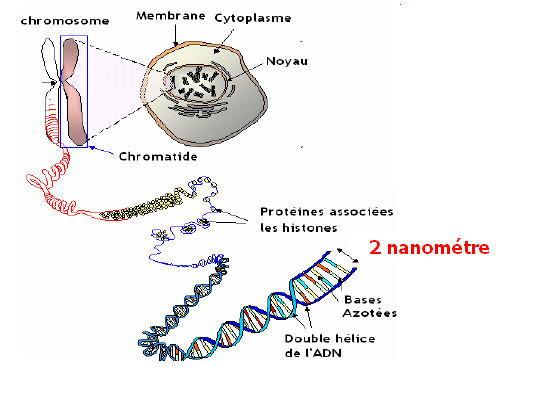 chromosome
Membrane
Cytoplasme
Noyau
Chromatide
Protéines associées
les histones
2 nanométre
Bases
Azotées
Double hélice
de l'ADN